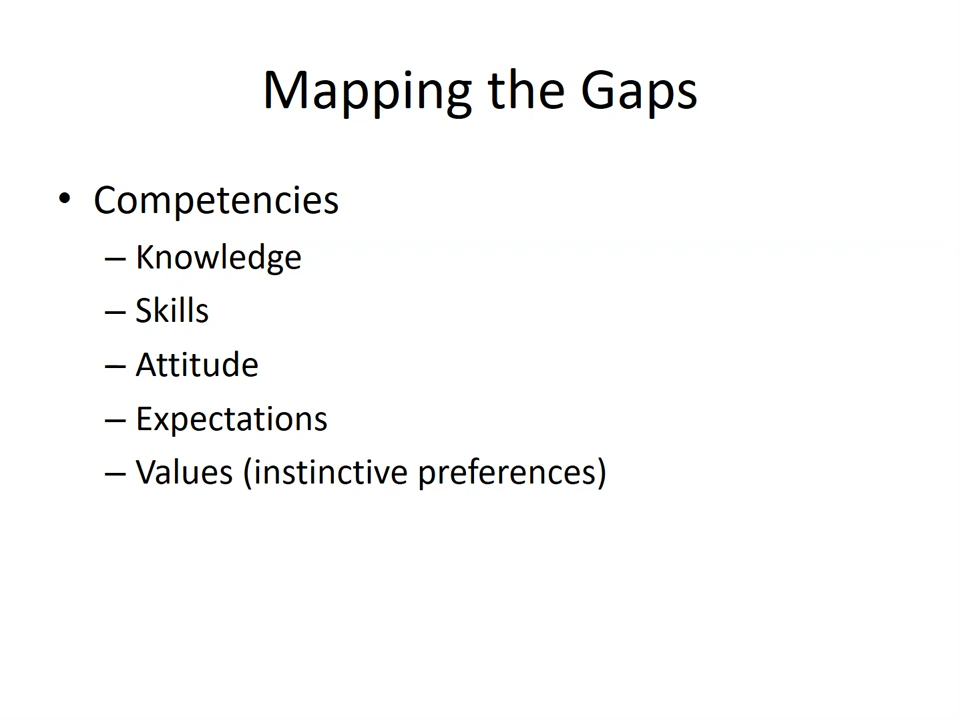 Mapping the Gaps
• Competencies
– Knowledge
– Skills
– Attitude
– Expectations
– Values (instinctive preferences)